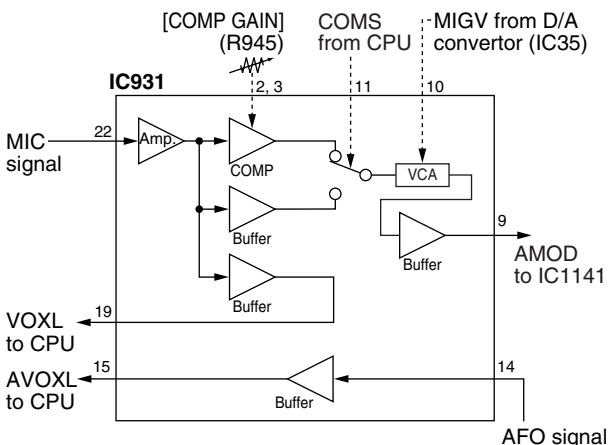 [COMP GAIN]
(R945)
COMS
from CPU
MIGV from D/A
convertor (IC35)
IC931
2, 3
11
10
MIC
signal
22
Amp.
COMP
VCA
Buffer
Buffer
9
AMOD
to IC1141
Buffer
VOXL
to CPU
19
AVOXL
to CPU
15
Buffer
14
AFO signal